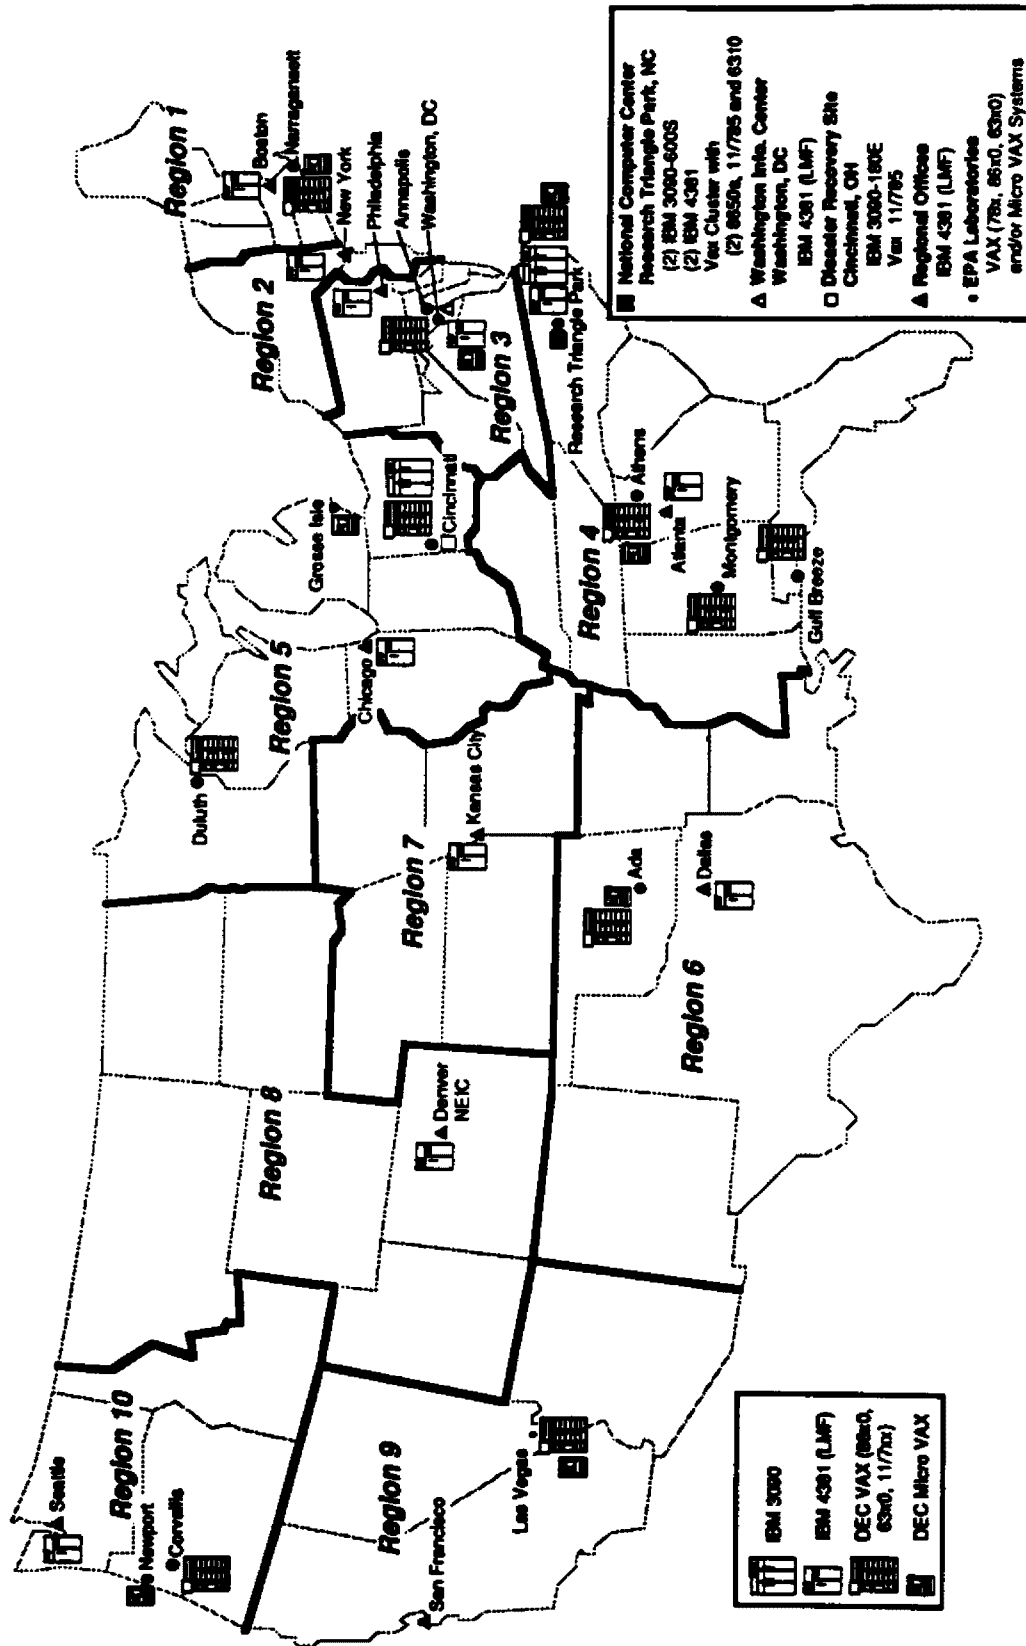 Region 1
Boston
Narragansett
New York
Philadelphia
Annapolis
Washington, DC
Region 2
Region 3
Research Triangle Park
Grosse Isle
Cincinnati
Region 4
Athens
Atlanta
Montgomery
Gulf Breeze
Region 5
Chicago
Duluth
Region 7
Kansas City
Ada
Dallas
Region 6
Region 8
Denver
NEIC
Region 10
Seattle
Newport
Corvallis
Region 9
San Francisco
Las Vegas
National Computer Center
Research Triangle Park, NC
(2) IBM 3090-600S
(2) IBM 4381
Vax Cluster with
(2) 8650s, 11/785 and 6310
Washington Info. Center
Washington, DC
IBM 4381 (LMF)
Disaster Recovery Site
Cincinnati, OH
IBM 3090-180E
Vax 11/785
Regional Offices
IBM 4381 (LMF)
EPA Laboratories
VAX (78x, 86x0, 63x0)
and/or Micro VAX Systems
IBM 3090
IBM 4381 (LMF)
DEC VAX (86x0,
63x0, 11/7xx)
DEC Micro VAX